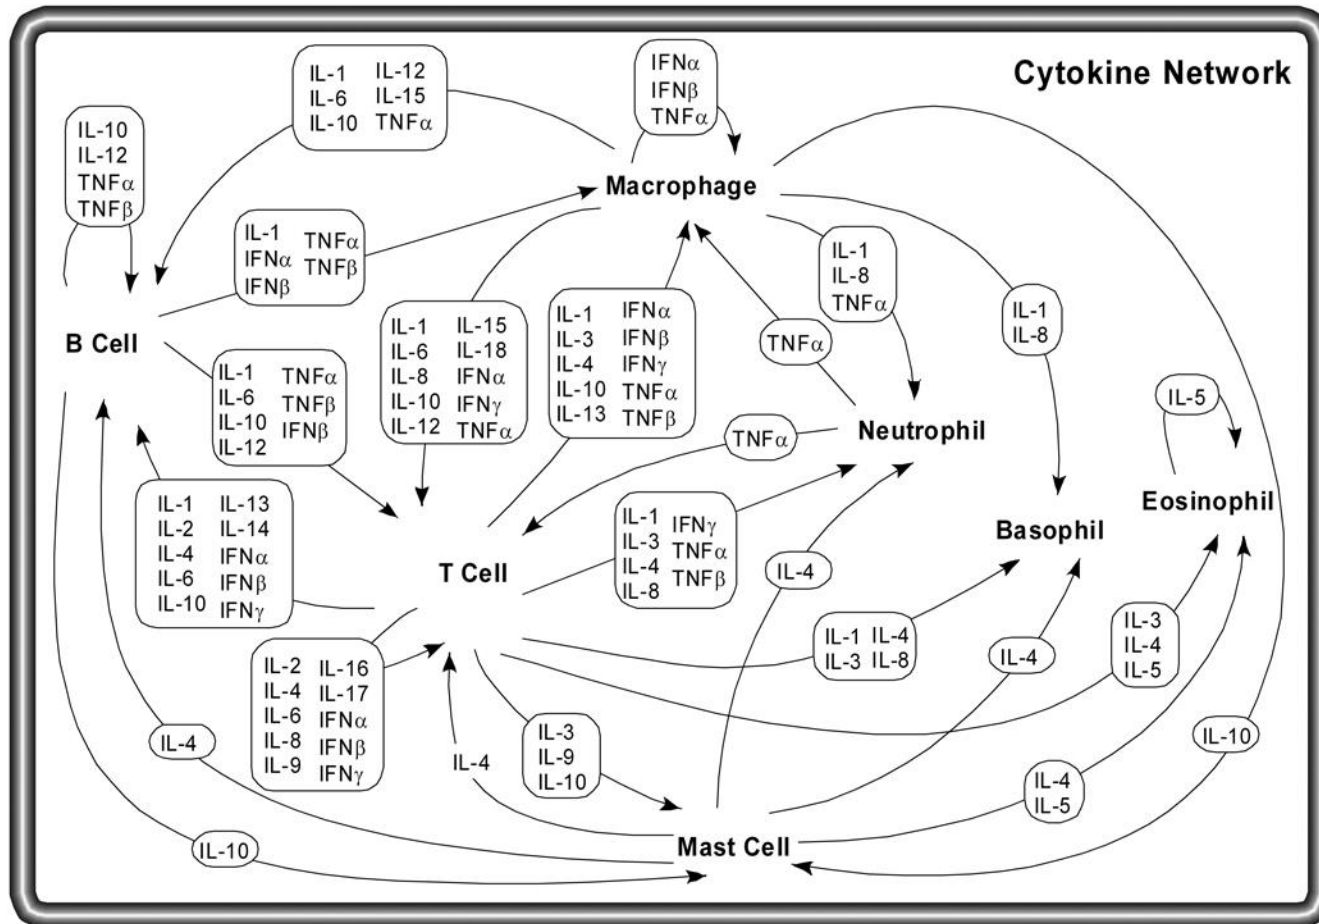 Cytokine Network
IL-1 IL-12
IL-6 IL-15
IL-10 TNFα
IFNα
IFNβ
TNFα
IL-10
IL-12
TNFα
TNFβ
Macrophage
IL-1 TNFα
IFNα TNFβ
IFNβ
IL-1
IL-8
TNFα
IL-1
IL-8
B Cell
IL-1 IL-15
IL-6 IL-18
IL-8 IFNα
IL-10 IFNγ
IL-12 TNFα
IL-1 IFNα
IL-3 IFNβ
IL-4 IFNγ
IL-10 TNFα
IL-13 TNFβ
TNFα
IL-1 TNFα
IL-6 TNFβ
IL-10 IFNβ
IL-12
IL-5
TNFα
Neutrophil
Eosinophil
IL-1 IL-13
IL-2 IL-14
IL-4 IFNα
IL-6 IFNβ
IL-10 IFNγ
T Cell
IL-1 IFNγ
IL-3 TNFα
IL-4 TNFβ
IL-8
Basophil
IL-4
IL-2 IL-16
IL-4 IL-17
IL-6 IFNα
IL-8 IFNβ
IL-9 IFNγ
IL-1 IL-4
IL-3 IL-8
IL-4
IL-3
IL-4
IL-5
IL-4
IL-4
IL-3
IL-9
IL-10
IL-10
IL-4
IL-5
IL-10
Mast Cell